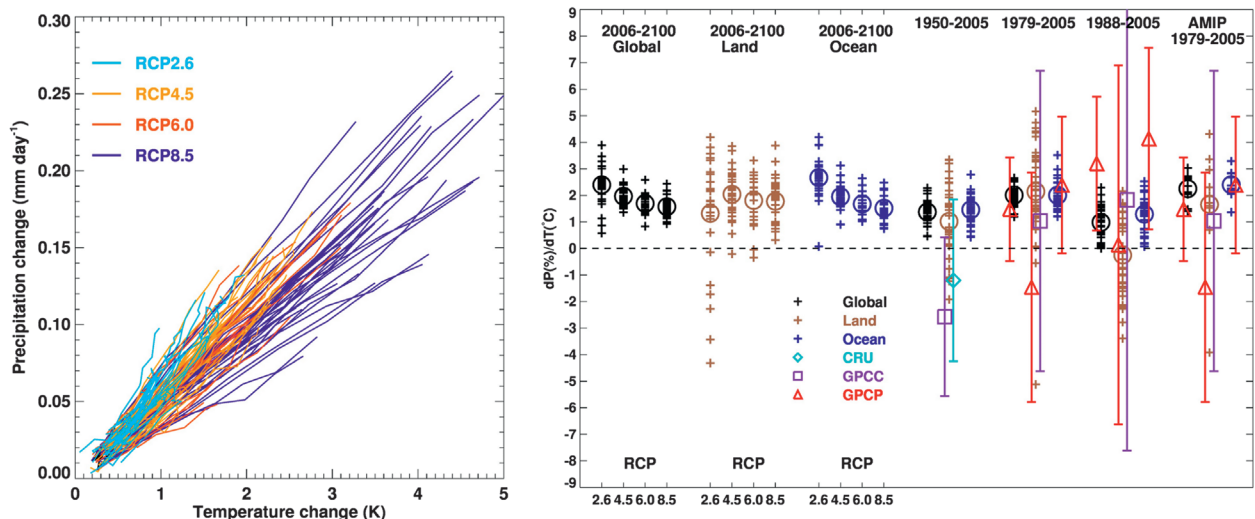 RCP2.6
RCP4.5
RCP6.0
RCP8.5
Precipitation change (mm day⁻¹)
0.30
0.25
0.20
0.15
0.10
0.05
0.00
0 1 2 3 4 5
Temperature change (K)
2006-2100
Global
2006-2100
Land
2006-2100
Ocean
1950-2005
1979-2005
1988-2005
AMIP
1979-2005
dP(%)/dT(°C)
9
8
7
6
5
4
3
2
1
0
-1
-2
-3
-4
-5
-6
-7
-8
-9
Global
Land
Ocean
CRU
GPCC
GPCP
RCP RCP RCP
2.6 4.5 6.0 8.5 2.6 4.5 6.0 8.5 2.6 4.5 6.0 8.5